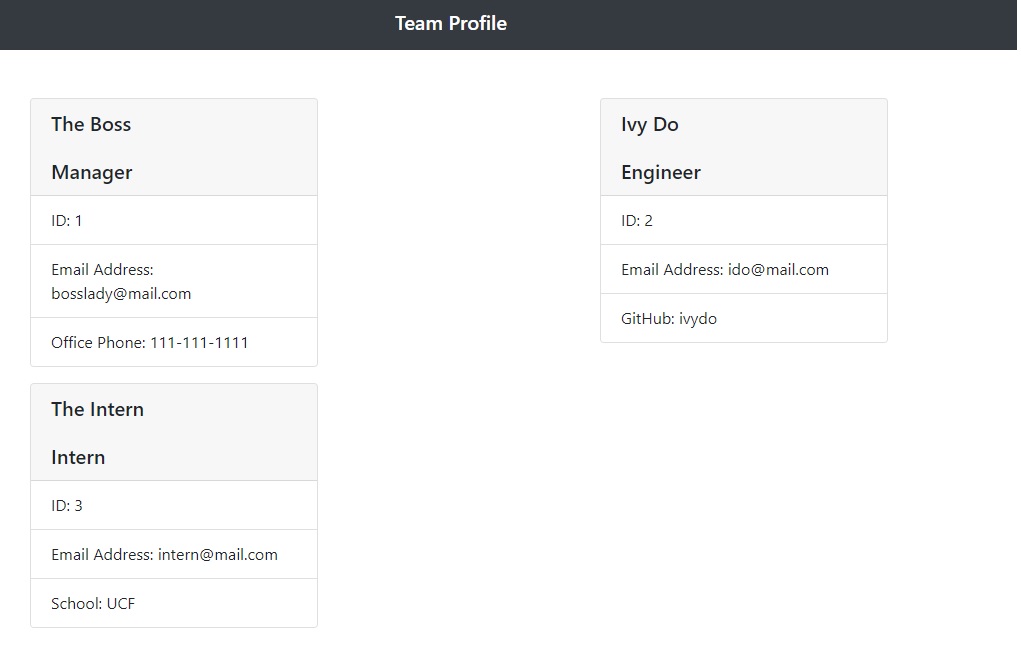 Team Profile
The Boss
Manager
ID: 1
Email Address:
bosslady@mail.com
Office Phone: 111-111-1111
Ivy Do
Engineer
ID: 2
Email Address: ido@mail.com
GitHub: ivydo
The Intern
Intern
ID: 3
Email Address: intern@mail.com
School: UCF